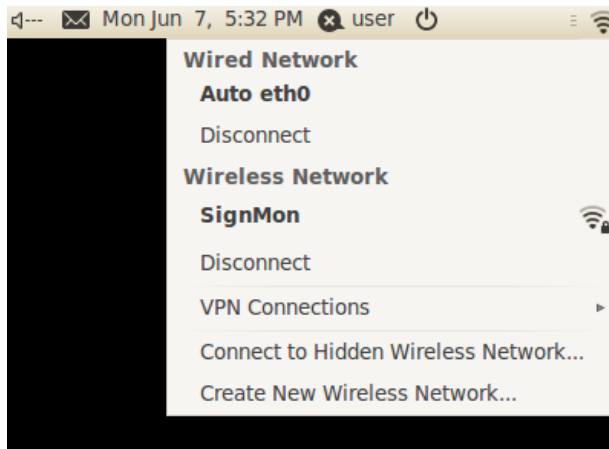 Mon Jun 7, 5:32 PM user
Wired Network
Auto eth0
Disconnect
Wireless Network
SignMon
Disconnect
VPN Connections
Connect to Hidden Wireless Network...
Create New Wireless Network...